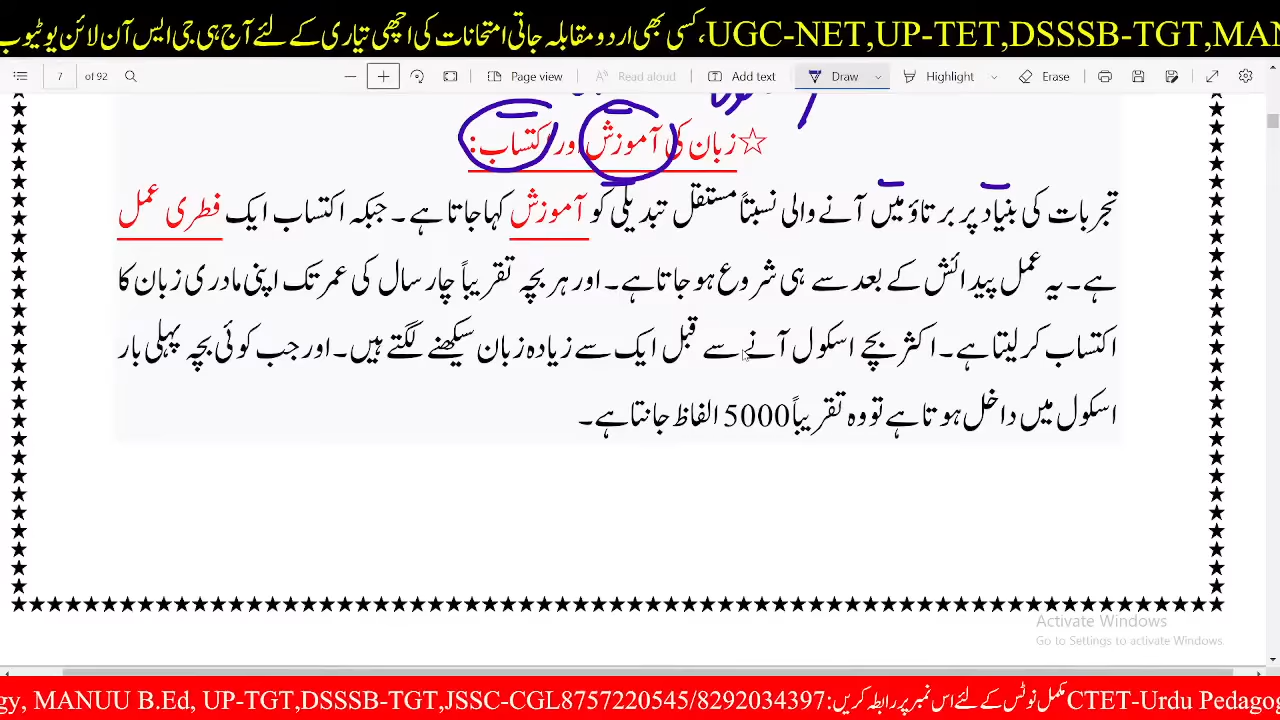 UGC-NET,UP-TET,DSSSB-TGT,MAN، کسی بھی اردو مقابلہ جاتی امتحانات کی اچھی تیاری کے لئے آج ہی جی ایس آن لائن یوٹیوب
7 of 92 Page view Read aloud Add text Draw Highlight Erase
☆زبان کی آموزش اور اکتساب:
تجربات کی بنیاد پر برتاؤ میں آنے والی نسبتاً مستقل تبدیلی کو آموزش کہا جاتا ہے۔ جبکہ اکتساب ایک فطری عمل
ہے۔ یہ عمل پیدائش کے بعد سے ہی شروع ہو جاتا ہے۔ اور ہر بچہ تقریباً چار سال کی عمر تک اپنی مادری زبان کا
اکتساب کر لیتا ہے۔ اکثر بچے اسکول آنے سے قبل ایک سے زیادہ زبان سیکھنے لگتے ہیں۔ اور جب کوئی بچہ پہلی بار
اسکول میں داخل ہوتا ہے تو وہ تقریباً 5000 الفاظ جانتا ہے۔
Activate Windows
Go to Settings to activate Windows.
gy, MANUU B.Ed, UP-TGT,DSSSB-TGT,JSSC-CGL8757220545/8292034397:مکمل نوٹس کے لئے اس نمبر پر رابطہ کریں CTET-Urdu Pedagog